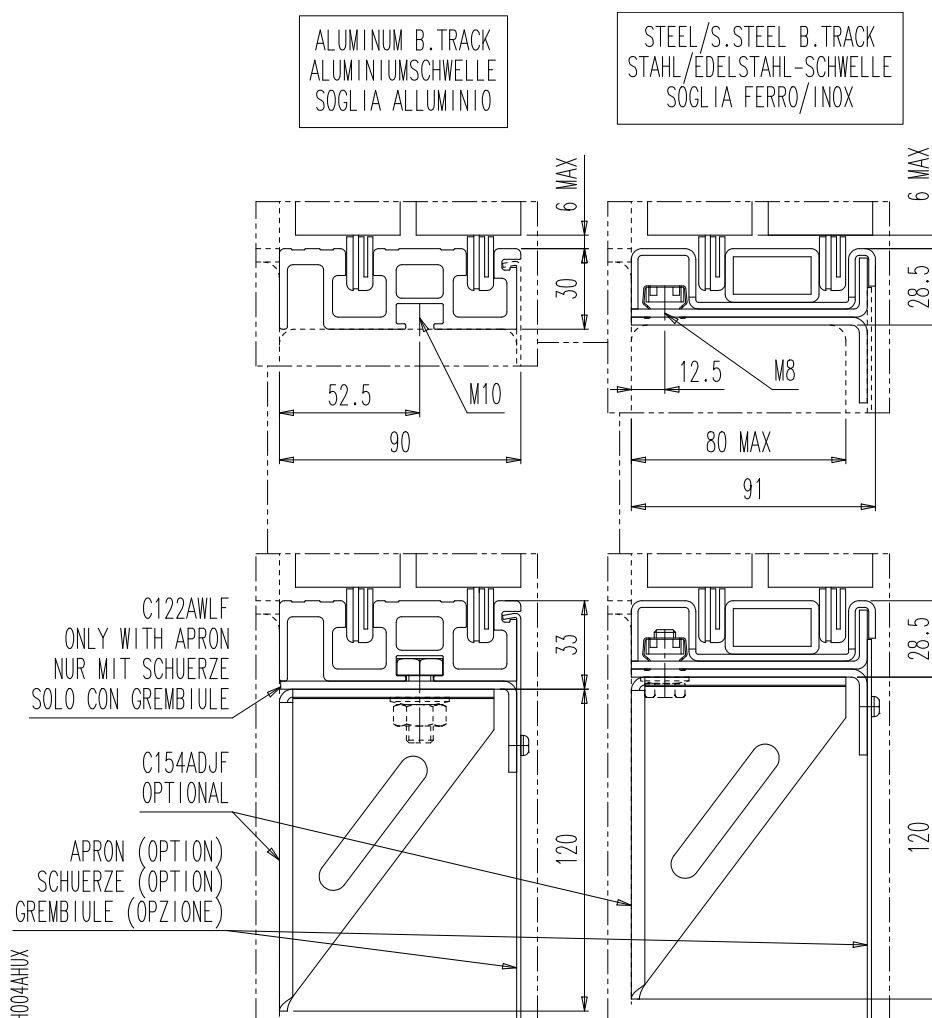 ALUMINUM B.TRACK
ALUMINIUMSCHWELLE
SOGLIA ALLUMINIO
STEEL/S.STEEL B.TRACK
STAHL/EDELSTAHL-SCHWELLE
SOGLIA FERRO/INOX
6 MAX
30
52.5
M10
90
6 MAX
28.5
12.5
M8
80 MAX
91
C122AWLF
ONLY WITH APRON
NUR MIT SCHUERZE
SOLO CON GREMBIULE
C154ADJF
OPTIONAL
APRON (OPTION)
SCHUERZE (OPTION)
GREMBIULE (OPZIONE)
33
120
28.5
120
H004AHUX